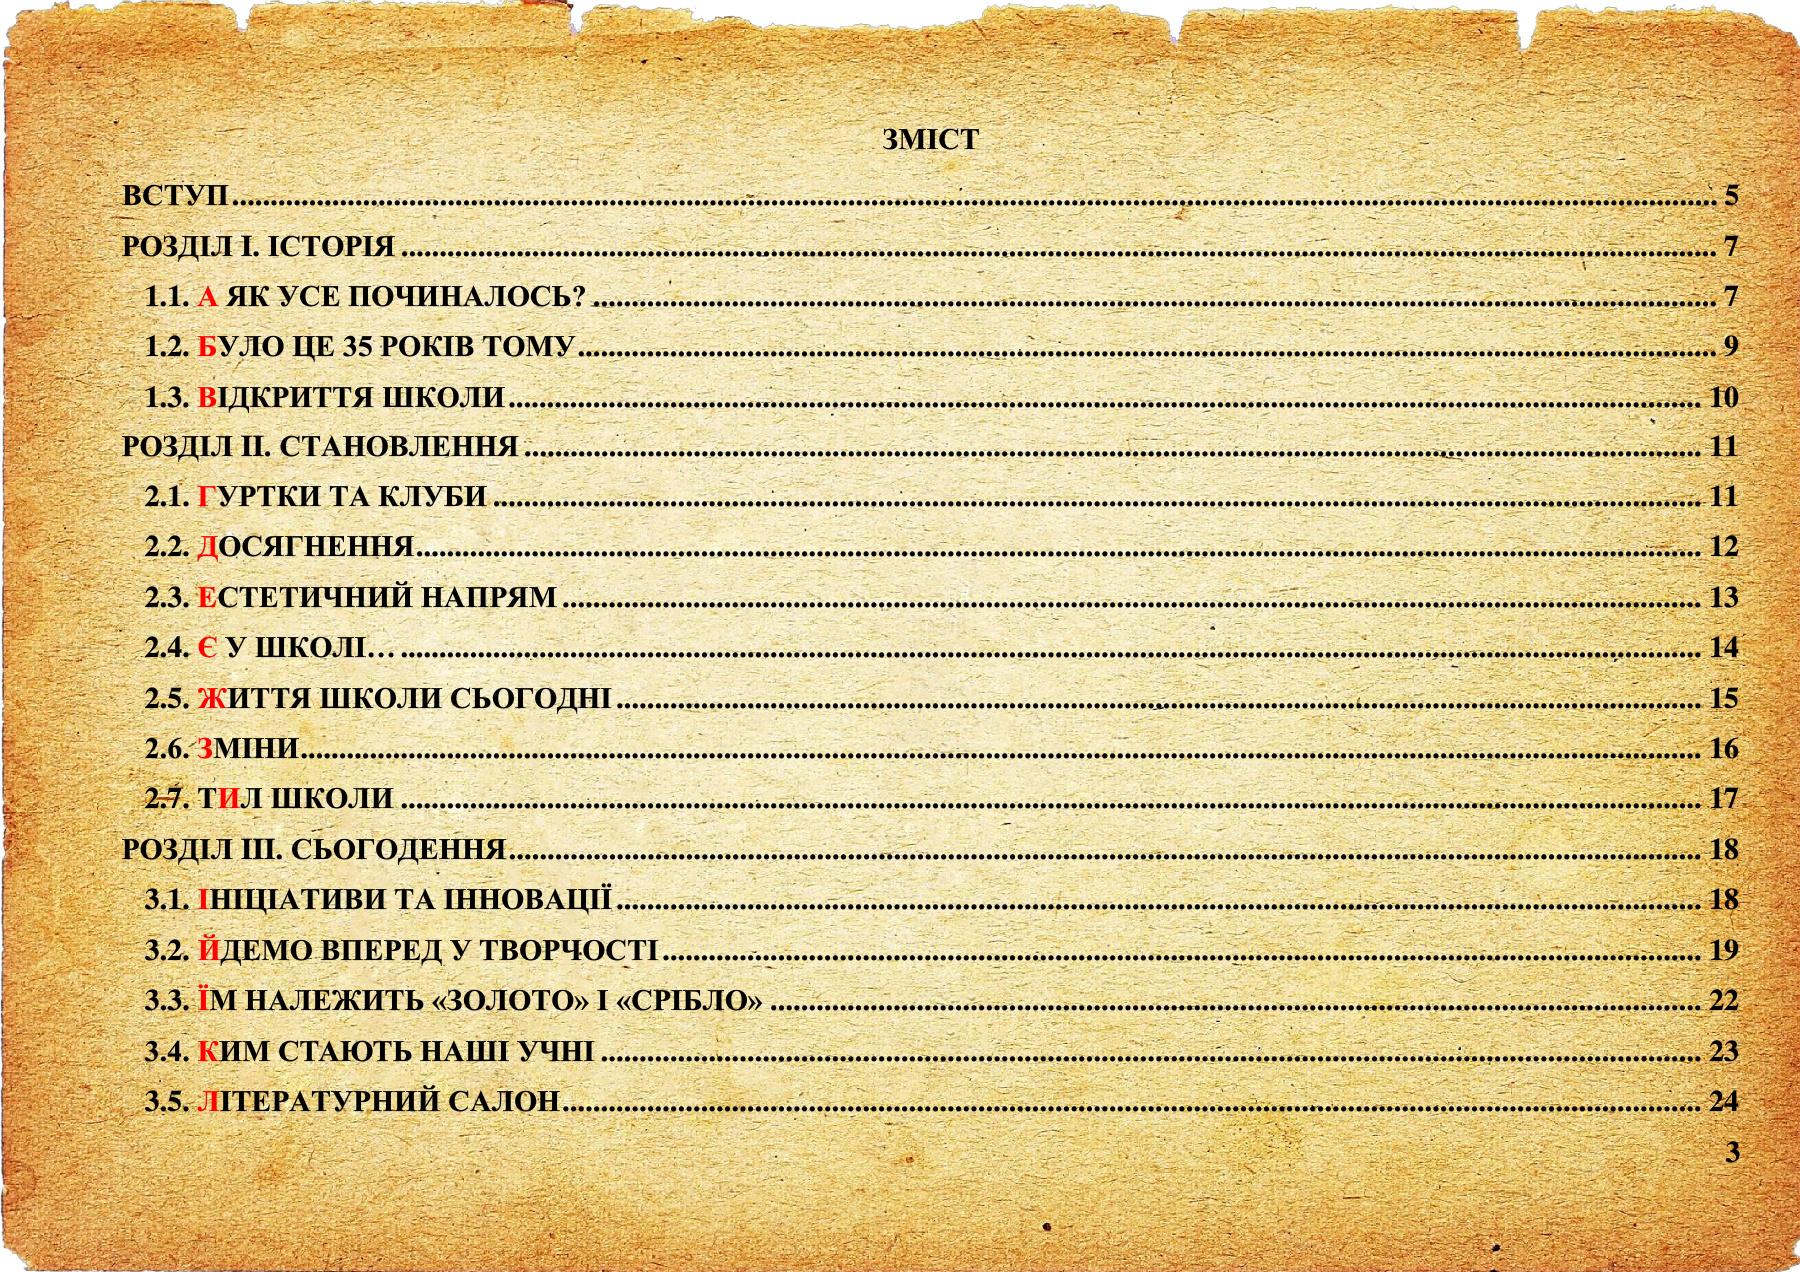 ЗМІСТ
ВСТУП 5
РОЗДІЛ І. ІСТОРІЯ 7
1.1. А ЯК УСЕ ПОЧИНАЛОСЬ? 7
1.2. БУЛО ЦЕ 35 РОКІВ ТОМУ 9
1.3. ВІДКРИТТЯ ШКОЛИ 10
РОЗДІЛ ІІ. СТАНОВЛЕННЯ 11
2.1. ГУРТКИ ТА КЛУБИ 11
2.2. ДОСЯГНЕННЯ 12
2.3. ЕСТЕТИЧНИЙ НАПРЯМ 13
2.4. Є У ШКОЛІ… 14
2.5. ЖИТТЯ ШКОЛИ СЬОГОДНІ 15
2.6. ЗМІНИ 16
2.7. ТИЛ ШКОЛИ 17
РОЗДІЛ ІІІ. СЬОГОДЕННЯ 18
3.1. ІНІЦІАТИВИ ТА ІННОВАЦІЇ 18
3.2. ЙДЕМО ВПЕРЕД У ТВОРЧОСТІ 19
3.3. ЇМ НАЛЕЖИТЬ «ЗОЛОТО» І «СРІБЛО» 22
3.4. КИМ СТАЮТЬ НАШІ УЧНІ 23
3.5. ЛІТЕРАТУРНИЙ САЛОН 24
3